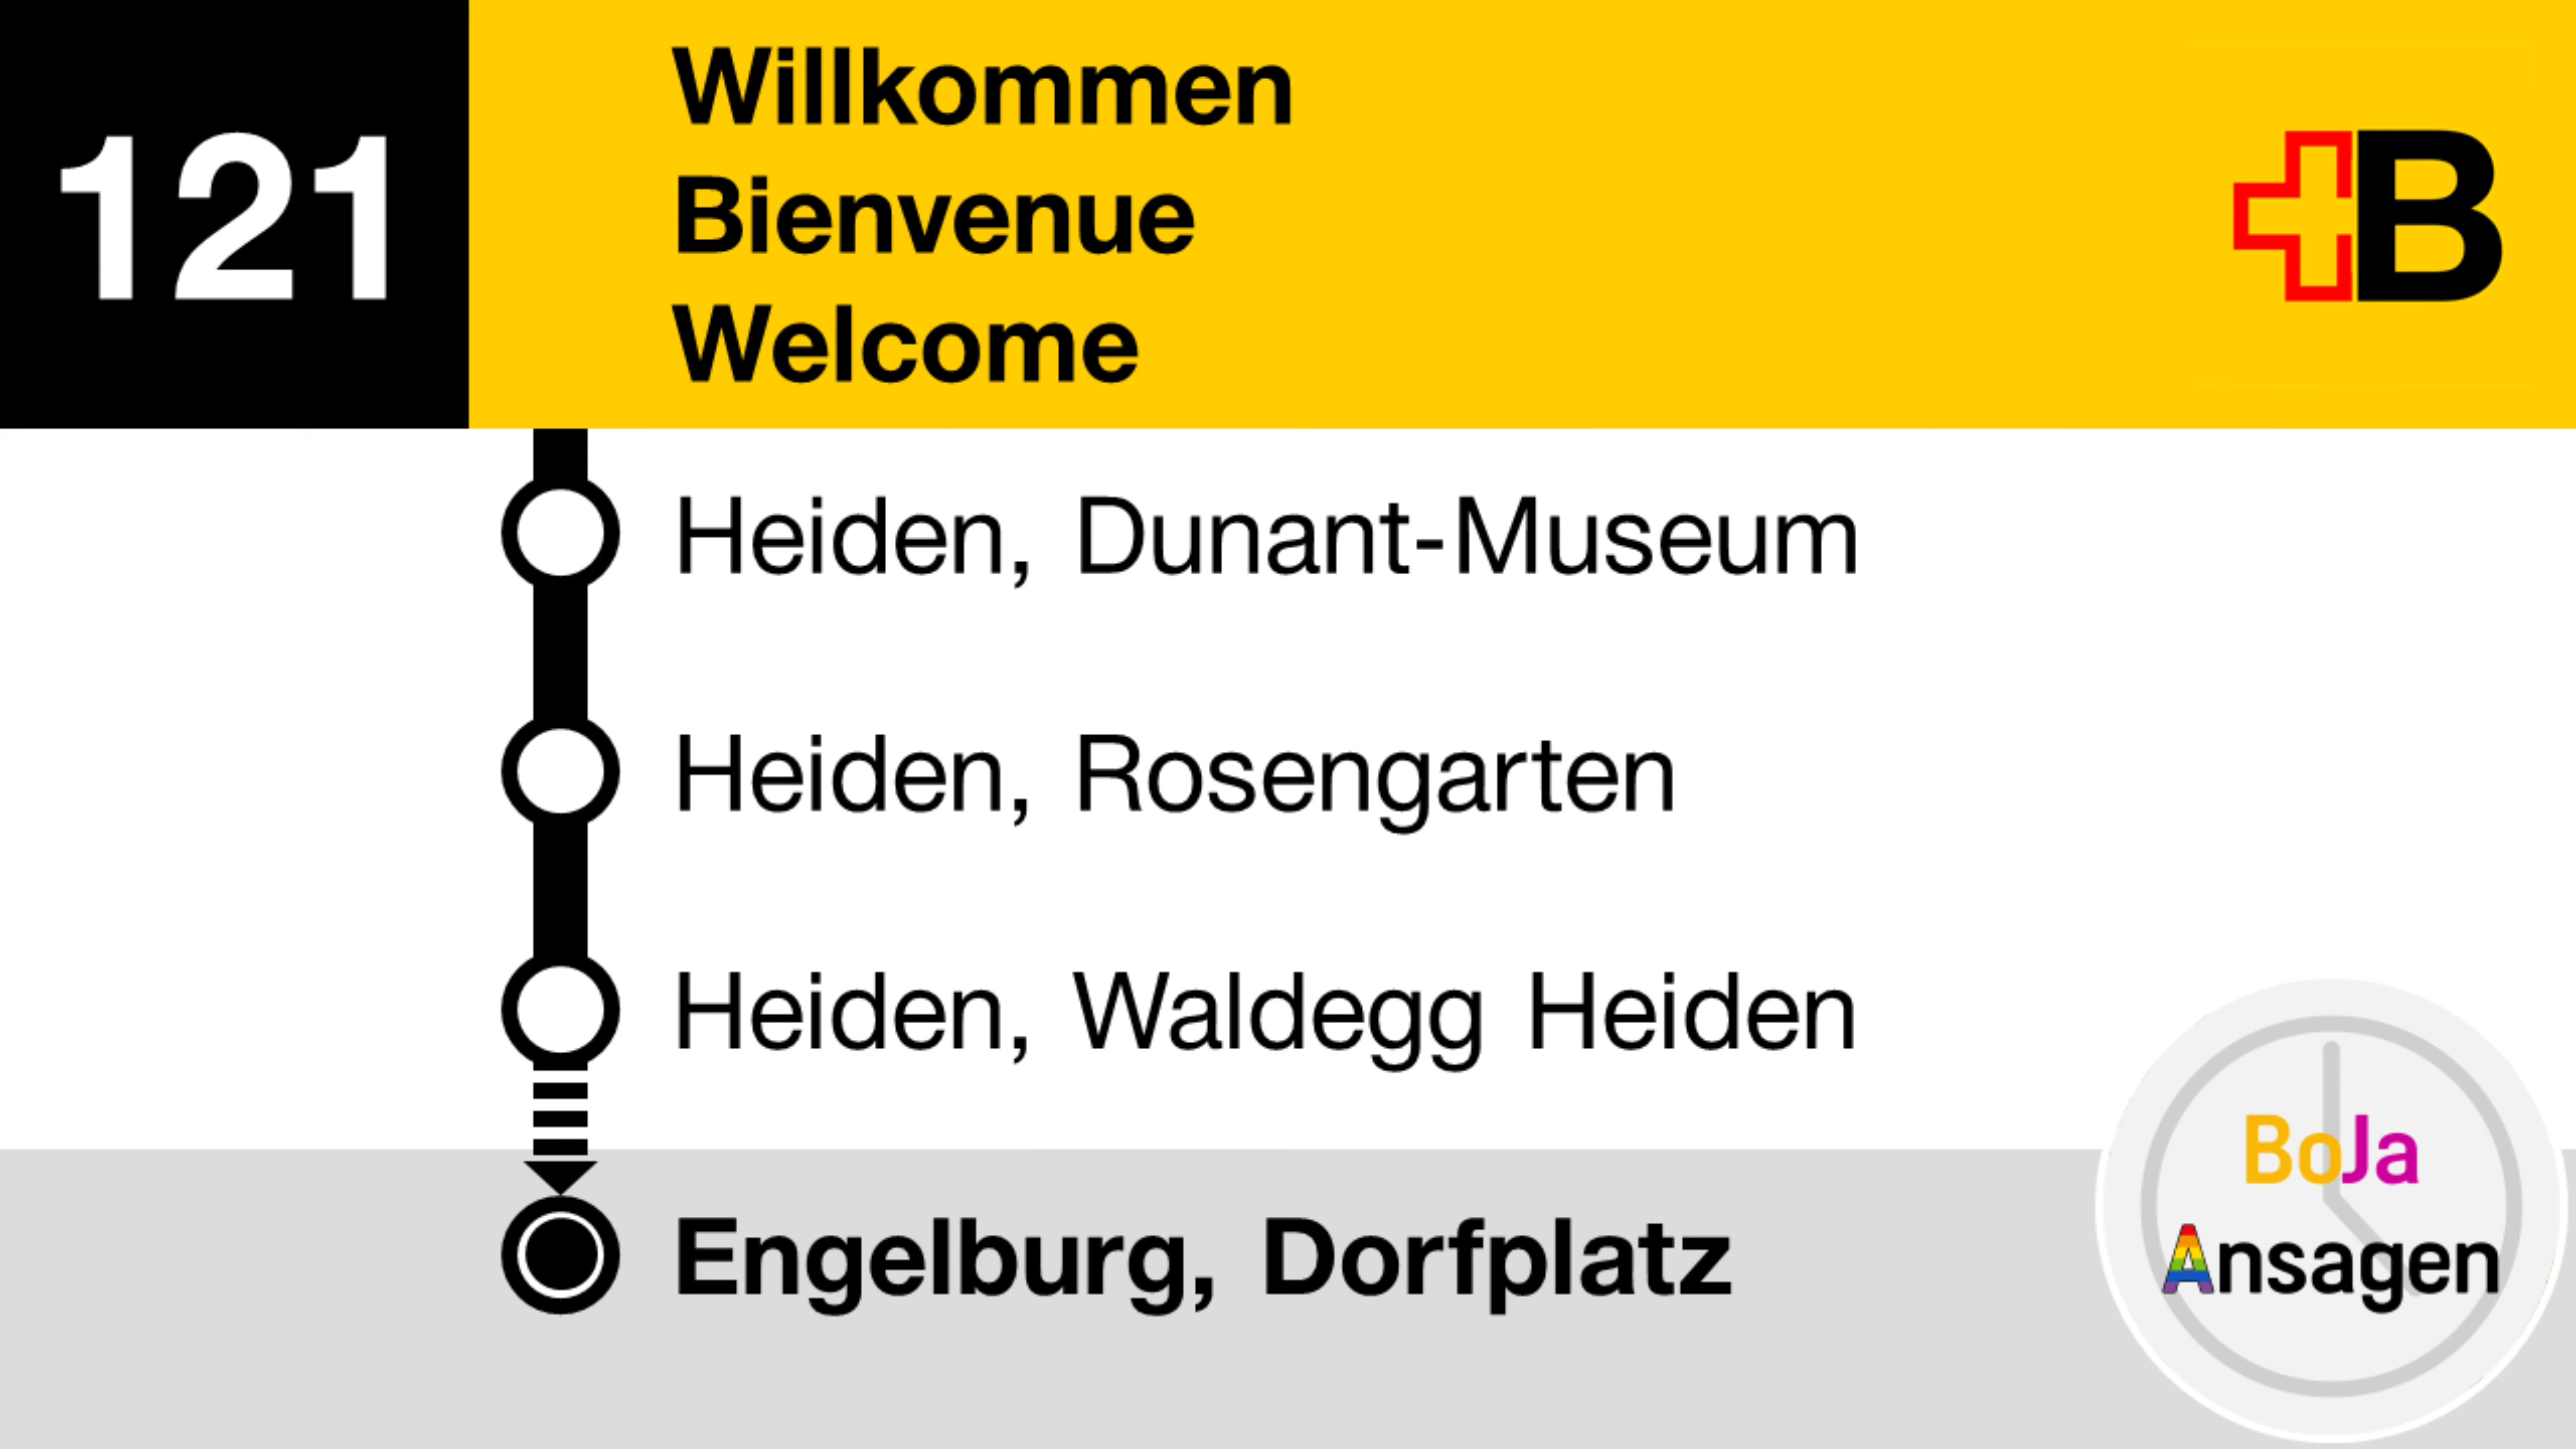 121
Willkommen
Bienvenue
Welcome
B
Heiden, Dunant-Museum
Heiden, Rosengarten
Heiden, Waldegg Heiden
Engelburg, Dorfplatz
BoJa
Ansagen